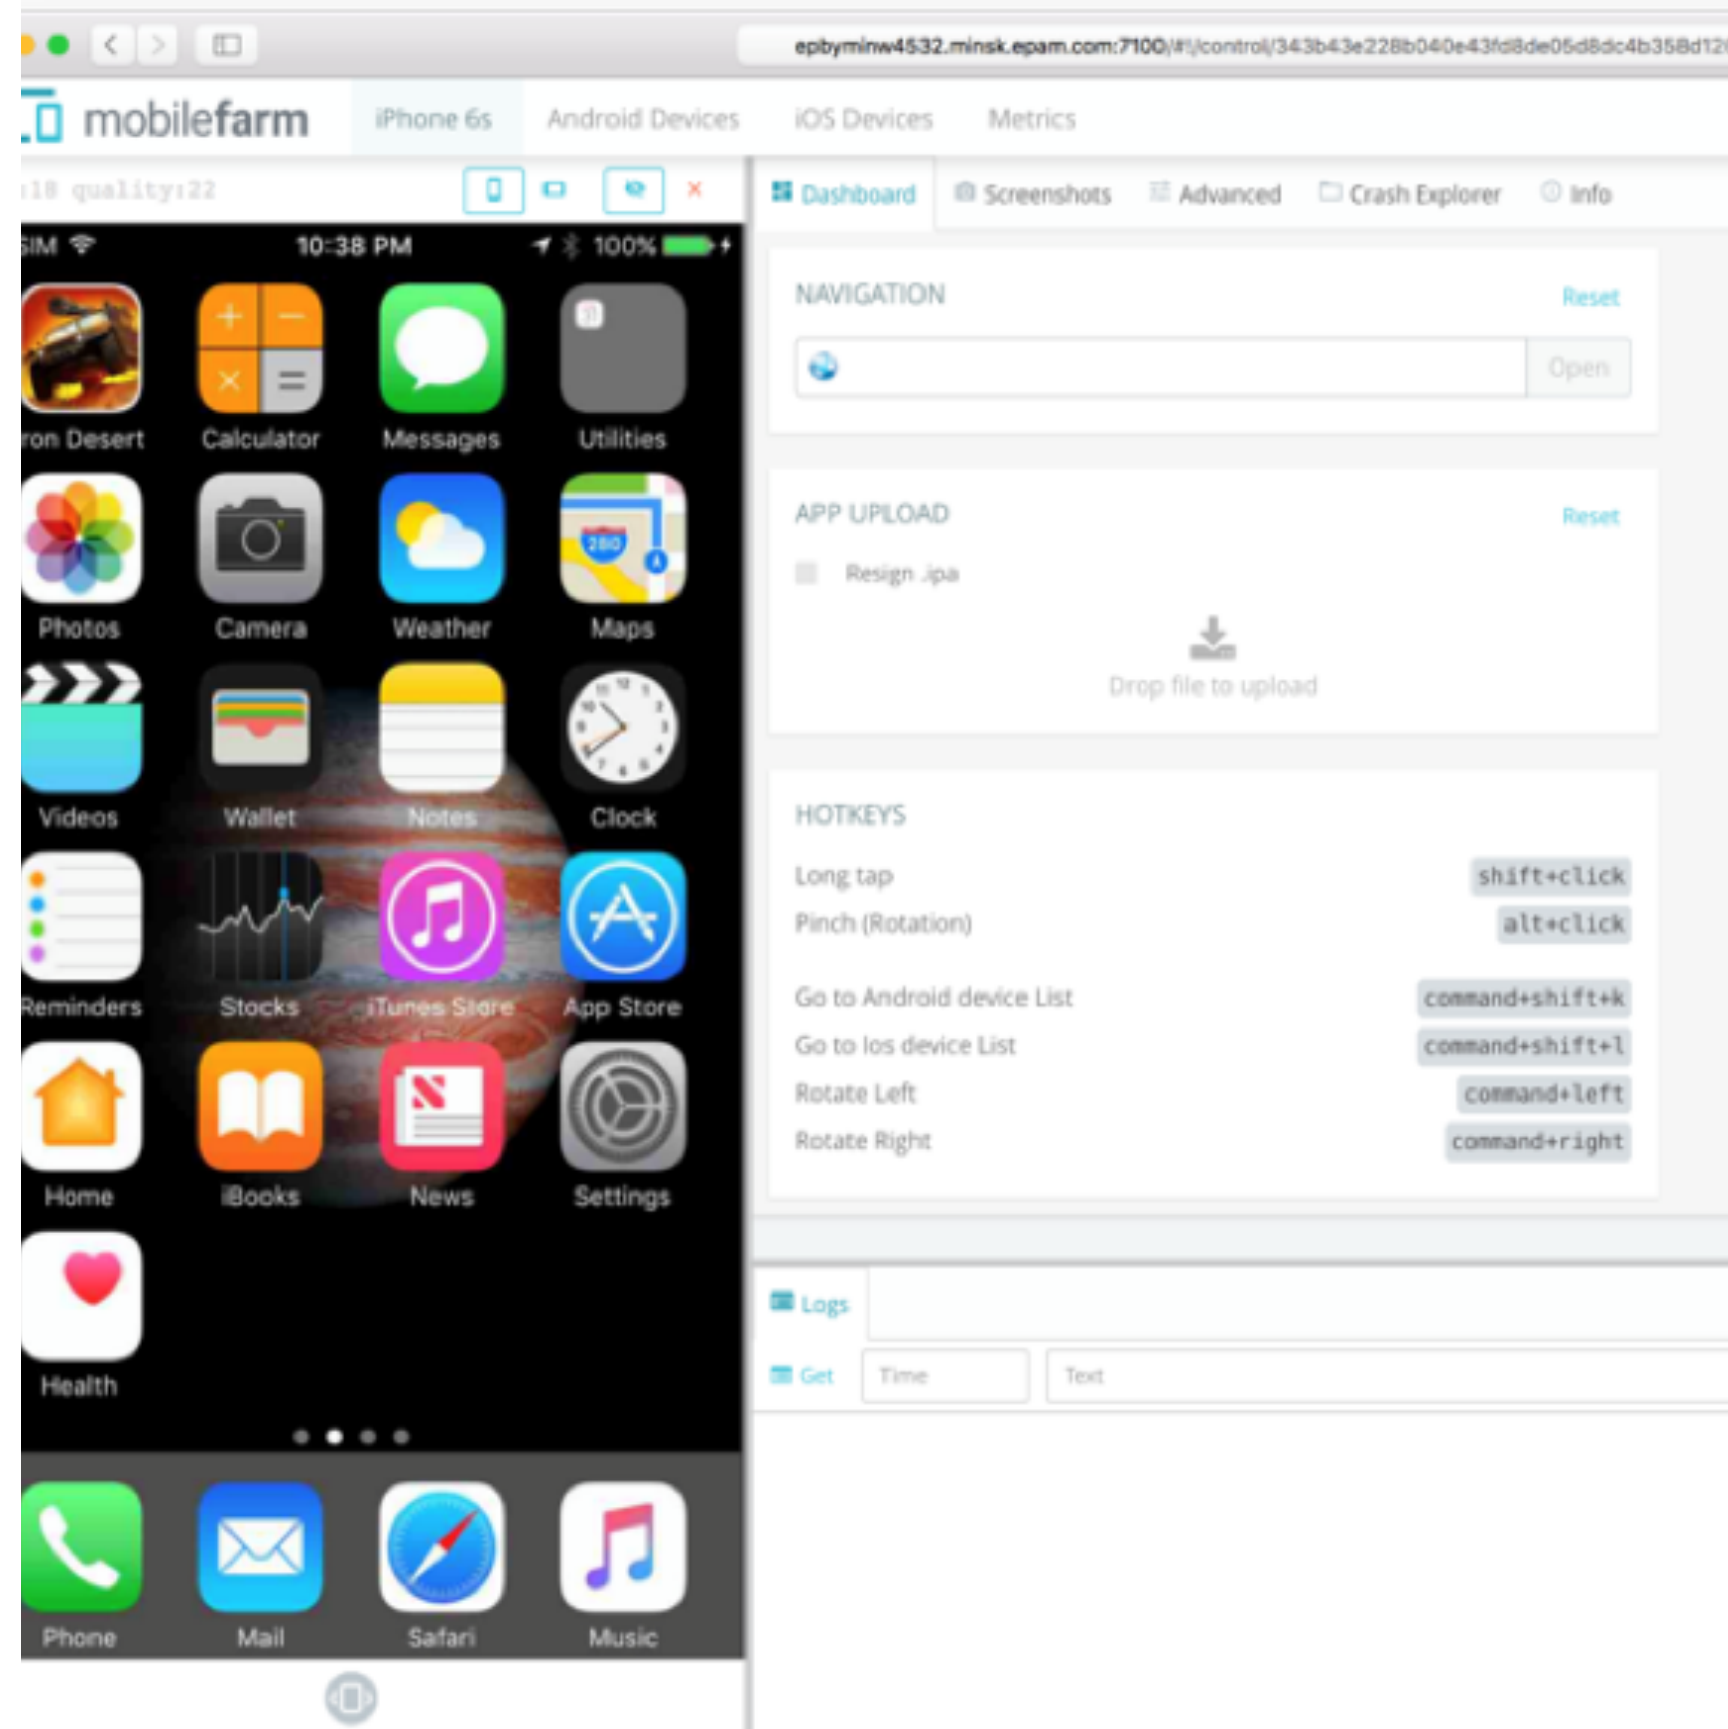 epbyminw4532.minsk.epam.com:7100/#!/control/
mobilefarm
iPhone 6s
Android Devices
iOS Devices
Metrics
:18 quality:22
Dashboard
Screenshots
Advanced
Crash Explorer
Info
SIM
10:38 PM
100%
ron Desert
Calculator
Messages
Utilities
280
Photos
Camera
Weather
Maps
Videos
Wallet
Notes
Clock
Reminders
Stocks
iTunes Store
App Store
Home
iBooks
News
Settings
Health
Phone
Mail
Safari
Music
NAVIGATION
Reset
Open
APP UPLOAD
Reset
Resign .ipa
Drop file to upload
HOTKEYS
Long tap shift+click
Pinch (Rotation) alt+click
Go to Android device List command+shift+k
Go to Ios device List command+shift+l
Rotate Left command+left
Rotate Right command+right
Logs
Get
Time
Text